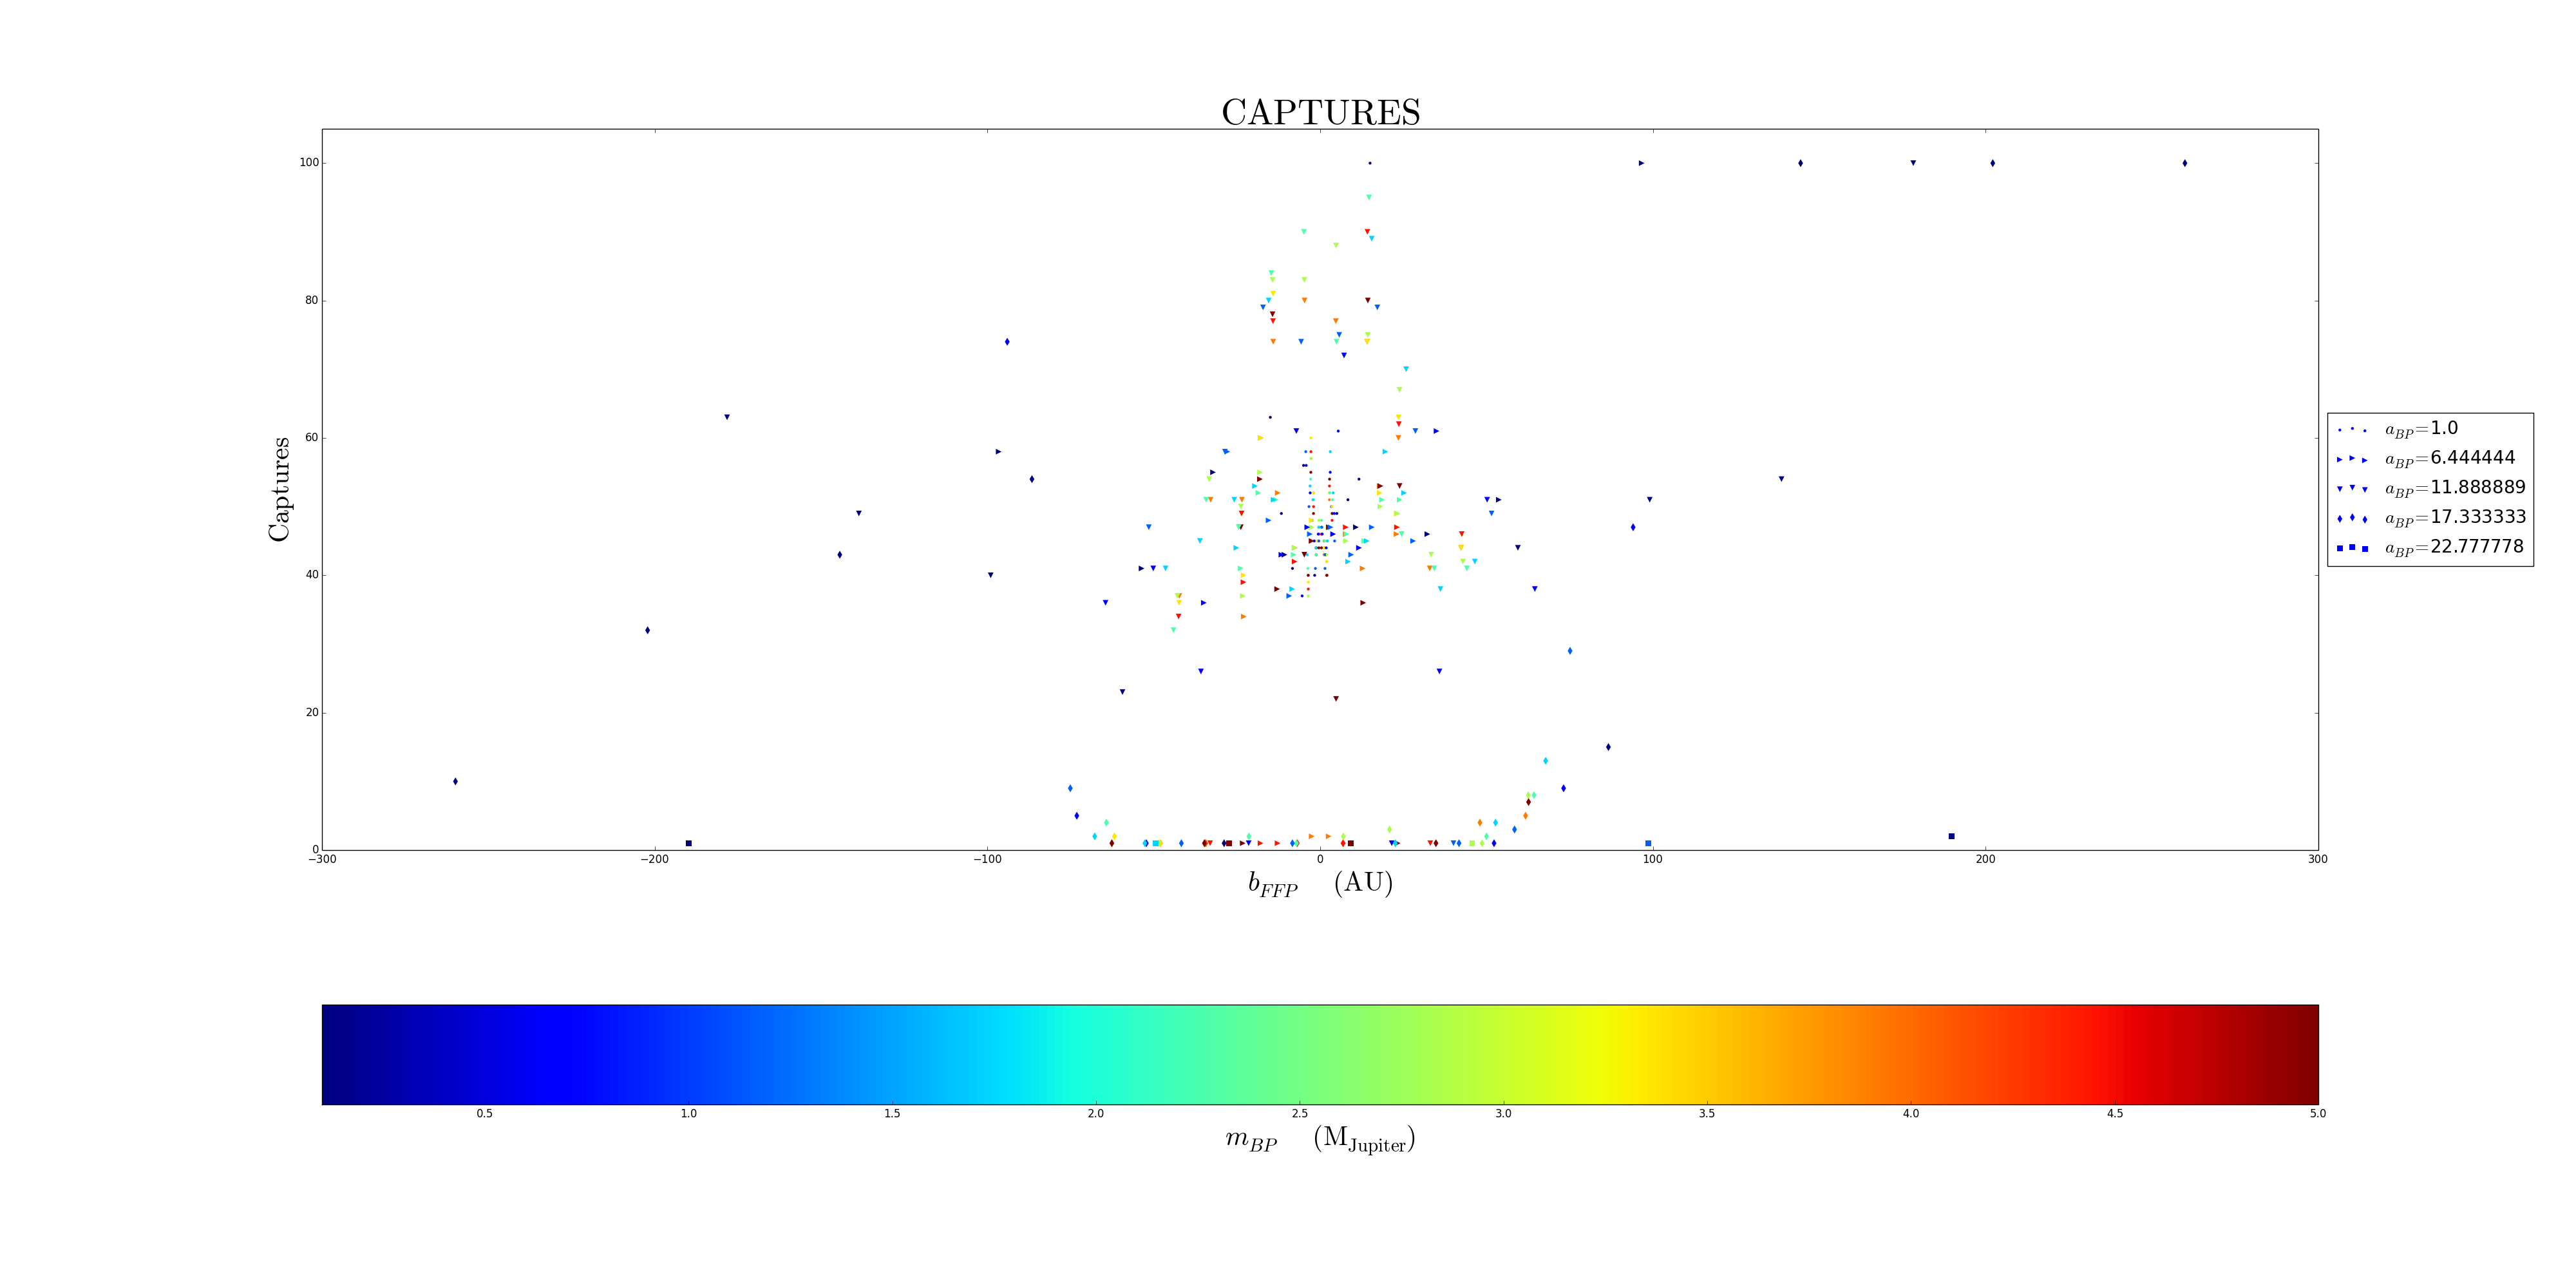 CAPTURES
100
80
60
40
20
0
Captures
−300 −200 −100 0 100 200 300
b_FFP (AU)
a_BP=1.0
a_BP=6.444444
a_BP=11.888889
a_BP=17.333333
a_BP=22.777778
0.5 1.0 1.5 2.0 2.5 3.0 3.5 4.0 4.5 5.0
m_BP (M_Jupiter)